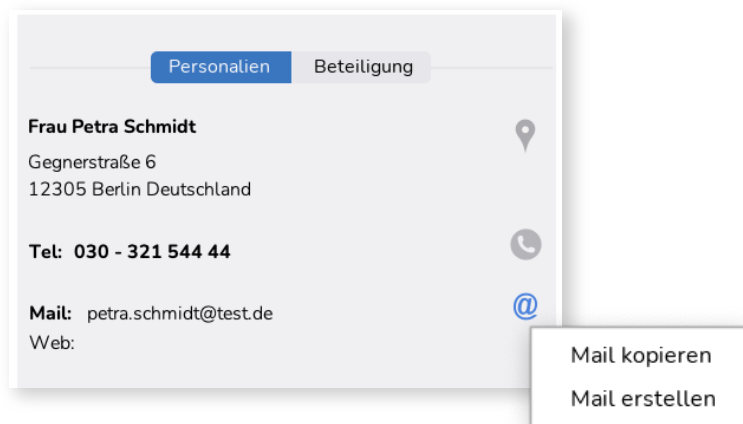 Personalien Beteiligung
Frau Petra Schmidt
Gegnerstraße 6
12305 Berlin Deutschland
Tel: 030 - 321 544 44
Mail: petra.schmidt@test.de
@
Web:
Mail kopieren
Mail erstellen